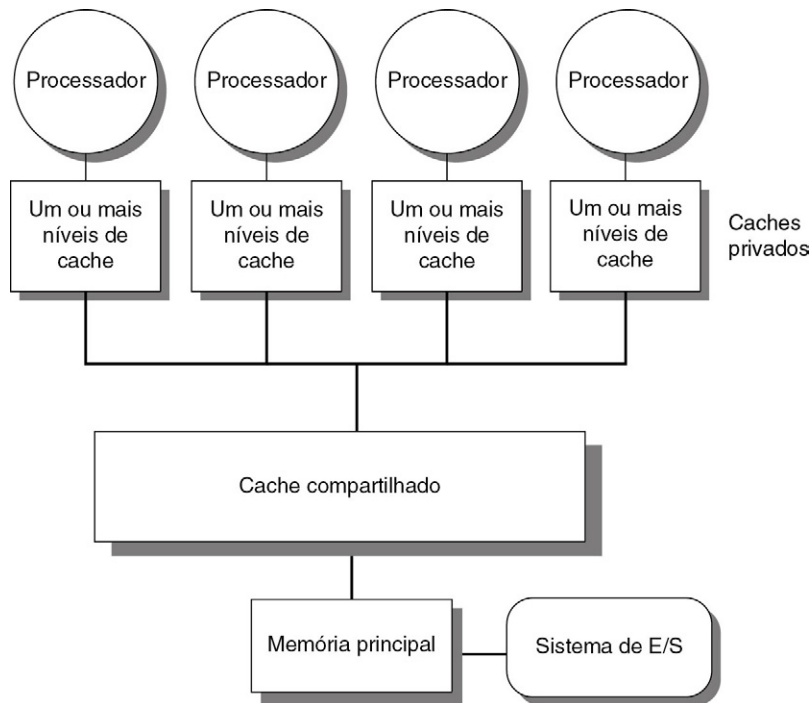 Processador
Processador
Processador
Processador
Um ou mais
níveis de
cache
Um ou mais
níveis de
cache
Um ou mais
níveis de
cache
Um ou mais
níveis de
cache
Caches
privados
Cache compartilhado
Memória principal
Sistema de E/S